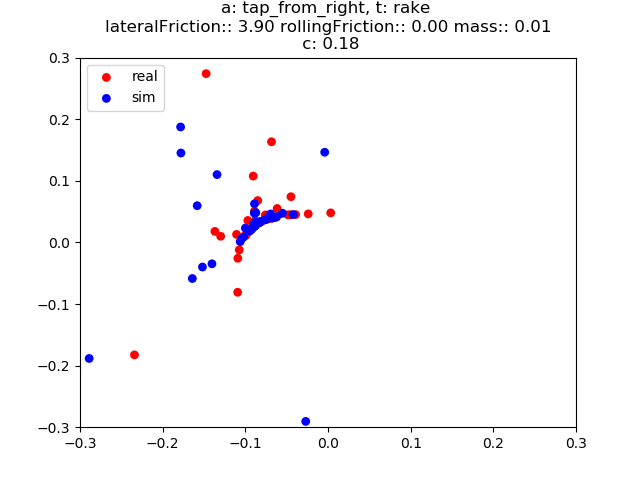 a: tap_from_right, t: rake
lateralFriction:: 3.90 rollingFriction:: 0.00 mass:: 0.01
c: 0.18
real
sim
0.3
0.2
0.1
0.0
−0.1
−0.2
−0.3
−0.3 −0.2 −0.1 0.0 0.1 0.2 0.3